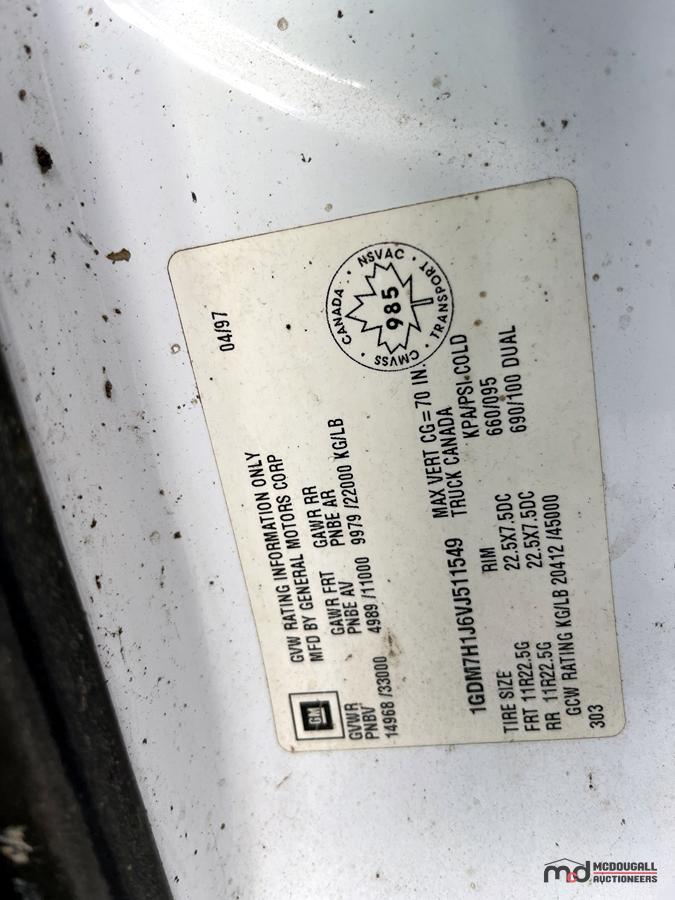 04/97
GVW RATING INFORMATION ONLY
MFD BY GENERAL MOTORS CORP
GM
GVWR GAWR FRT GAWR RR
PNBV PNBE AV PNBE AR
14968 /33000 4989 /11000 9979 /22000 KG/LB
CANADA · NSVAC · TRANSPORT · CMVSS
985
1GDM7H1J6VJ511549
MAX VERT CG = 70 IN.
TRUCK CANADA
TIRE SIZE RIM KPA/PSI.COLD
FRT 11R22.5G 22.5X7.5DC 660/095
RR 11R22.5G 22.5X7.5DC 690/100 DUAL
GCW RATING KG/LB 20412 /45000
303
md MCDOUGALL
AUCTIONEERS